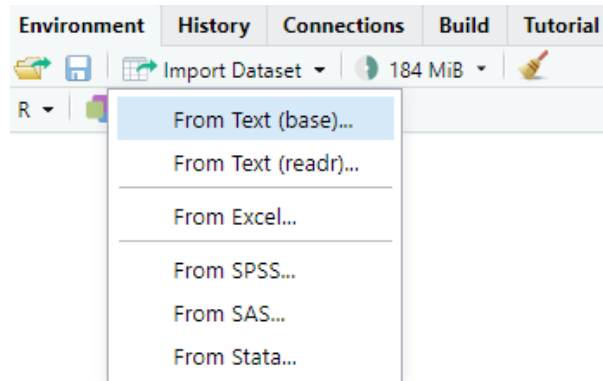 Environment History Connections Build Tutorial
Import Dataset 184 MiB
R
From Text (base)...
From Text (readr)...
From Excel...
From SPSS...
From SAS...
From Stata...